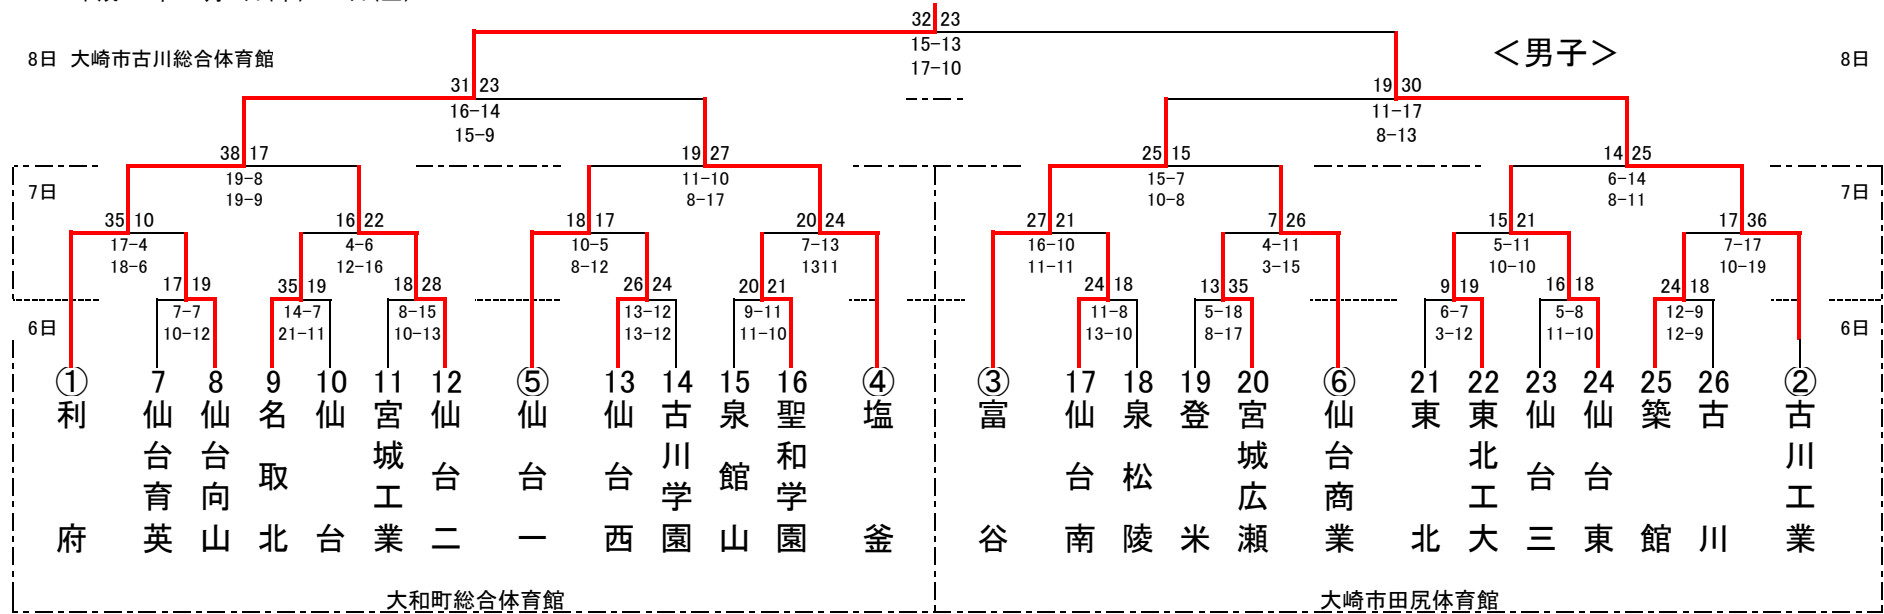 32 23
15-13
17-10
<男子>
8日 大崎市古川総合体育館
8日
31 23
16-14
15-9
19 30
11-17
8-13
38 17
19-8
19-9
19 27
11-10
8-17
25 15
15-7
10-8
14 25
6-14
8-11
7日
7日
35 10
17-4
18-6
16 22
4-6
12-16
18 17
10-5
8-12
20 24
7-13
1311
27 21
16-10
11-11
7 26
4-11
3-15
15 21
5-11
10-10
17 36
7-17
10-19
17 19
7-7
10-12
35 19
14-7
21-11
18 28
8-15
10-13
26 24
13-12
13-12
20 21
9-11
11-10
24 18
11-8
13-10
13 35
5-18
8-17
9 19
6-7
3-12
16 18
5-8
11-10
24 18
12-9
12-9
6日
6日
① 利府
7 仙台育英
8 仙台向山
9 名取北
10 仙台
11 宮城工業
12 仙台二
⑤ 仙台一
13 仙台西
14 古川学園
15 泉館山
16 聖和学園
④ 塩釜
③ 富谷
17 仙台南
18 泉松陵
19 登米
20 宮城広瀬
⑥ 仙台商業
21 東北
22 東北工大
23 仙台三
24 仙台東
25 築館
26 古川
② 古川工業
大和町総合体育館
大崎市田尻体育館